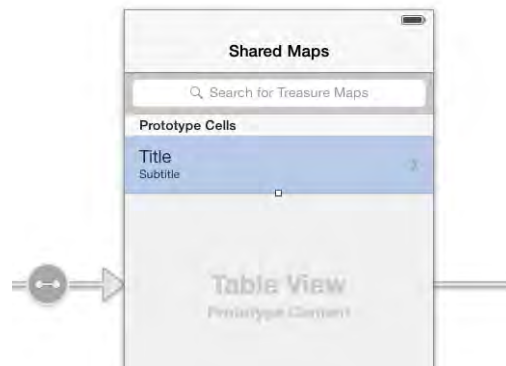 Shared Maps
Search for Treasure Maps
Prototype Cells
Title
Subtitle
Table View
Prototype Content